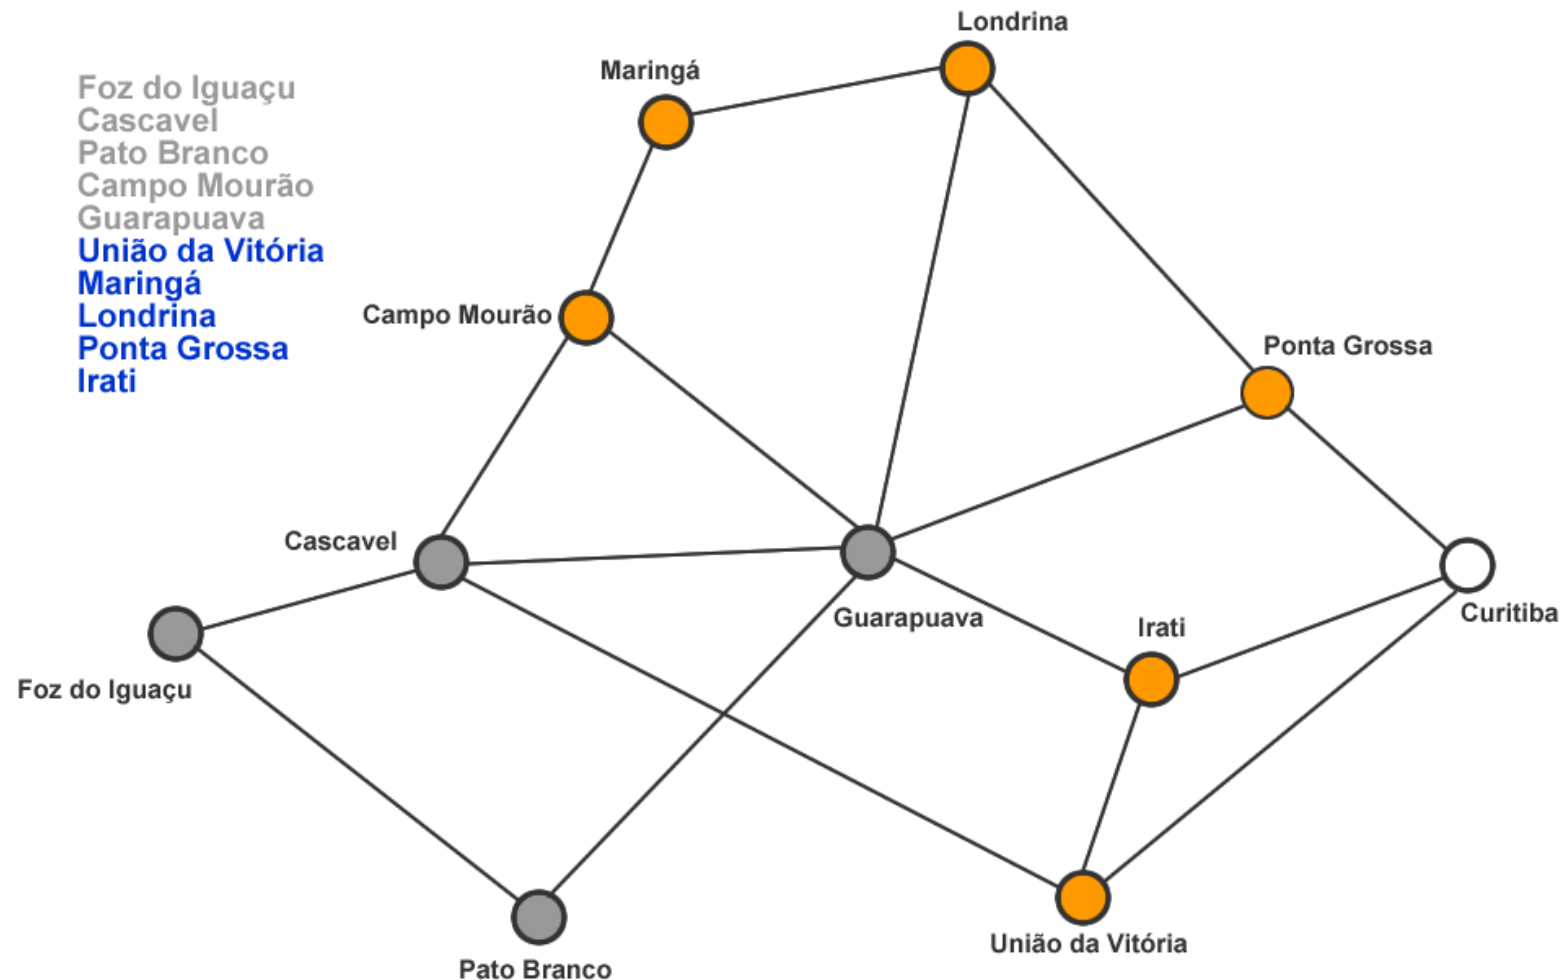 Foz do Iguaçu
Cascavel
Pato Branco
Campo Mourão
Guarapuava
União da Vitória
Maringá
Londrina
Ponta Grossa
Irati
Londrina
Maringá
Campo Mourão
Ponta Grossa
Cascavel
Guarapuava
Curitiba
Irati
Foz do Iguaçu
União da Vitória
Pato Branco